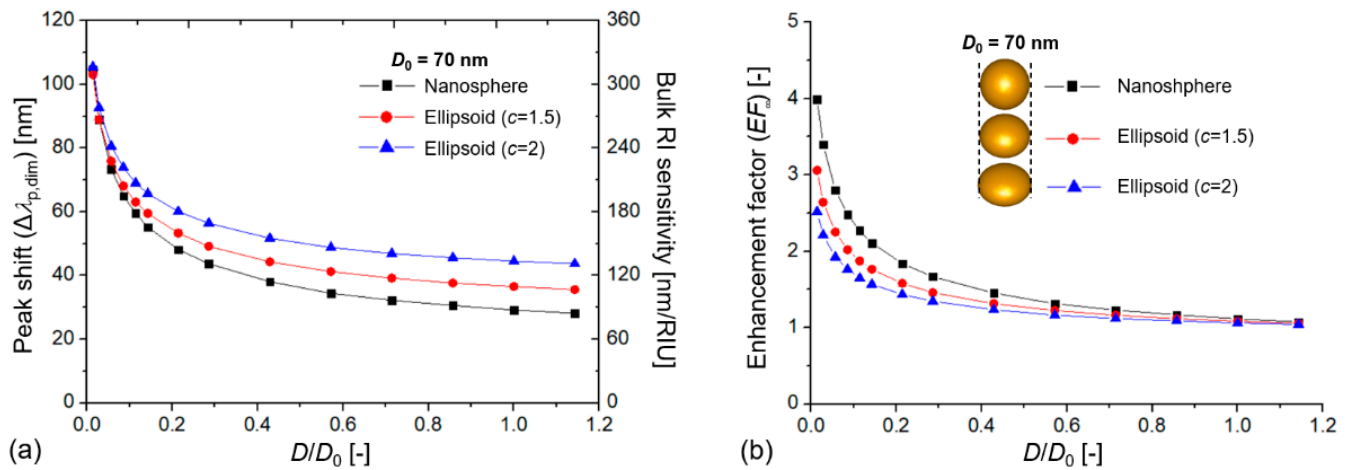 120
100
80
60
40
20
0
Peak shift (Δλp,dim) [nm]
D0 = 70 nm
Nanosphere
Ellipsoid (c=1.5)
Ellipsoid (c=2)
360
300
240
180
120
60
0
Bulk RI sensitivity [nm/RIU]
0.0 0.2 0.4 0.6 0.8 1.0 1.2
(a)
D/D0 [-]
5
4
3
2
1
0
Enhancement factor (EF∞) [-]
D0 = 70 nm
Nanoshphere
Ellipsoid (c=1.5)
Ellipsoid (c=2)
0.0 0.2 0.4 0.6 0.8 1.0 1.2
(b)
D/D0 [-]